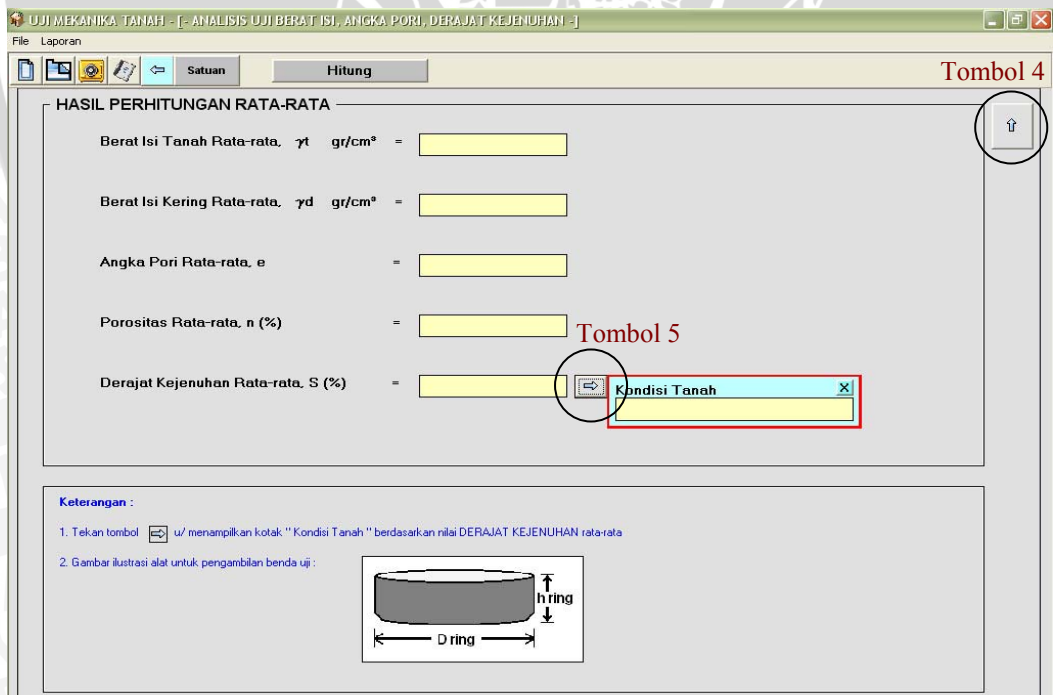 UJI MEKANIKA TANAH - [- ANALISIS UJI BERAT ISI, ANGKA PORI, DERAJAT KEJENUHAN -]
File Laporan
Satuan Hitung
Tombol 4
HASIL PERHITUNGAN RATA-RATA
Berat Isi Tanah Rata-rata, γt gr/cm³ =
Berat Isi Kering Rata-rata, γd gr/cm³ =
Angka Pori Rata-rata, e =
Porositas Rata-rata, n (%) =
Tombol 5
Derajat Kejenuhan Rata-rata, S (%) =
Kondisi Tanah
Keterangan :
1. Tekan tombol u/ menampilkan kotak " Kondisi Tanah " berdasarkan nilai DERAJAT KEJENUHAN rata-rata
2. Gambar ilustrasi alat untuk pengambilan benda uji :
h ring
D ring